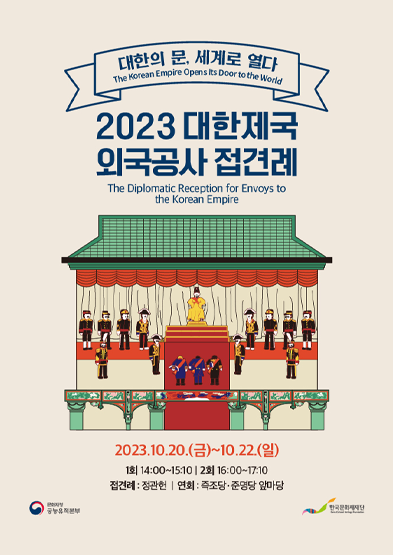 대한의 문, 세계로 열다
The Korean Empire Opens Its Door to the World
2023 대한제국
외국공사 접견례
The Diplomatic Reception for Envoys to
the Korean Empire
2023.10.20.(금)~10.22.(일)
1회 14:00~15:10 | 2회 16:00~17:10
접견례 : 정관헌 | 연회 : 즉조당·준명당 앞마당
문화재청
궁능유적본부
한국문화재재단